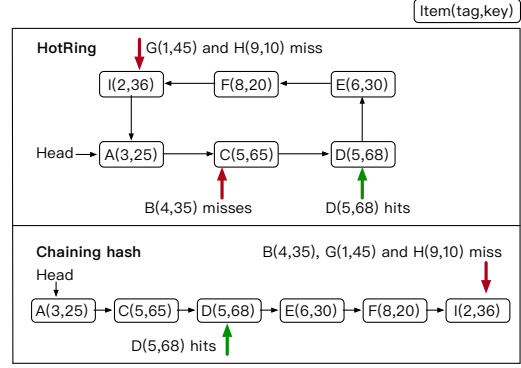 Item(tag,key)
HotRing
G(1,45) and H(9,10) miss
I(2,36)
F(8,20)
E(6,30)
Head
A(3,25)
C(5,65)
D(5,68)
B(4,35) misses
D(5,68) hits
Chaining hash
B(4,35), G(1,45) and H(9,10) miss
Head
A(3,25)
C(5,65)
D(5,68)
E(6,30)
F(8,20)
I(2,36)
D(5,68) hits